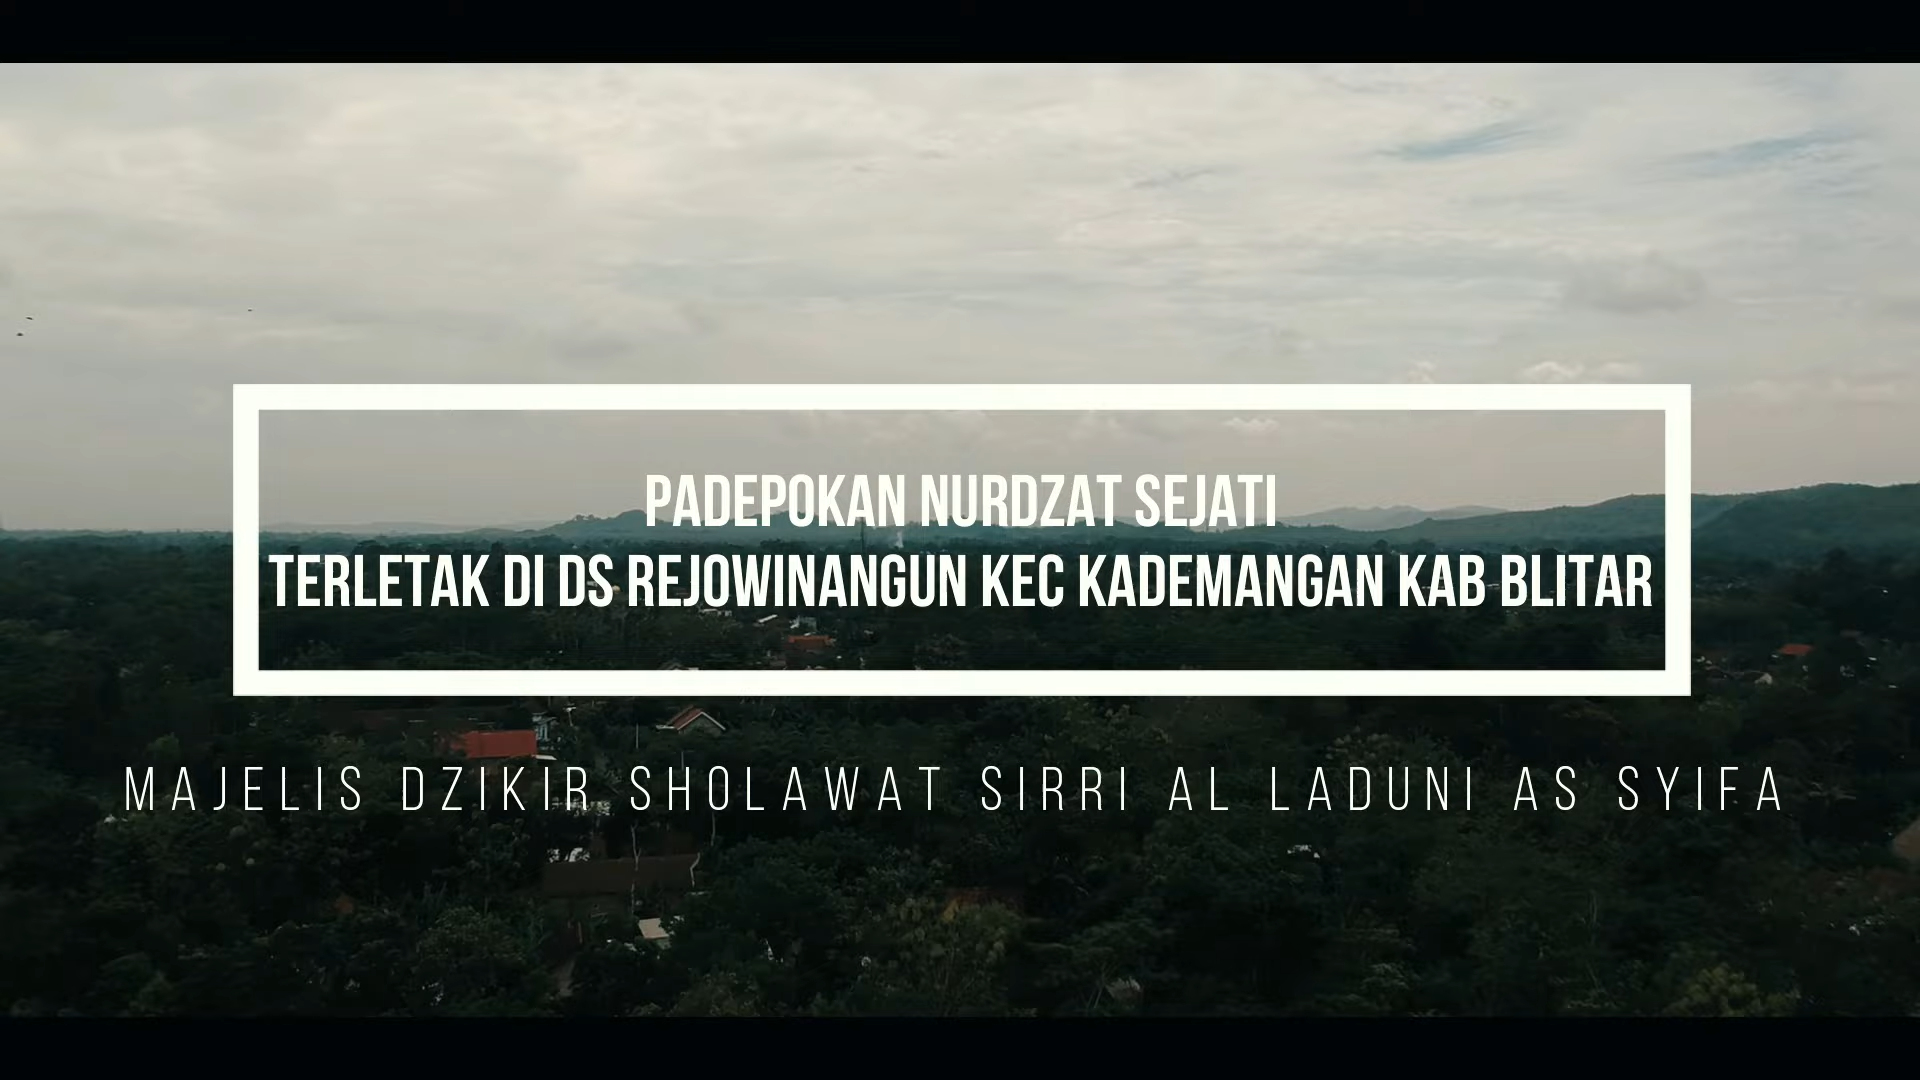 PADEPOKAN NURDZAT SEJATI
TERLETAK DI DS REJOWINANGUN KEC KADEMANGAN KAB BLITAR
MAJELIS DZIKIR SHOLAWAT SIRRI AL LADUNI AS SYIFA